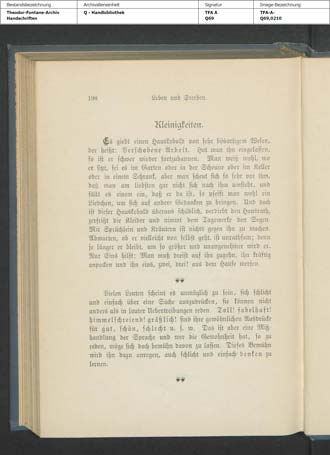 Bestandsbezeichnung Archivalieneinheit Signatur Image-Bezeichnung
Theodor-Fontane-Archiv Q - Handbibliothek TFA A TFA-A-
Handschriften Q69 Q69,0210
198 Leben und Streben.
Kleinigkeiten.
Es giebt einen Hauskobold von sehr bösartigem Wesen,
der heißt: Verschobene Arbeit. Hat man ihn eingelassen,
so ist er schwer wieder fortzubannen. Man weiß wohl, wo
er sitzt, sei es im Garten oder in der Scheuer oder im Keller
oder in einem Schrank, aber man scheut sich so sehr vor ihm,
daß man am liebsten gar nicht sich nach ihm umsieht, und
fällt es einem ein, daß er da ist, so pfeift man wohl ein
Liedchen, um sich auf andere Gedanken zu bringen. Und doch
ist dieser Hauskobold überaus schädlich, verdirbt den Hausrath,
zerfrißt die Kleider und nimmt dem Tagewerke den Segen.
Mit Sprüchlein und Kräutern ist nichts gegen ihn zu machen.
Abwarten, ob er vielleicht von selbst geht, ist unrathsam; denn
je länger er bleibt, um so größer und unangenehmer wird er.
Nur Eins hilft: Man muß dreist auf ihn zugehn, ihn kräftig
anpacken und ihn eins, zwei, drei! aus dem Hause werfen.
Vielen Leuten scheint es unmöglich zu sein, sich schlicht
und einfach über eine Sache auszudrücken, sie können nicht
anders als in lauter Uebertreibungen reden. Toll! fabelhaft!
himmelschreiend! gräßlich! sind ihre gewöhnlichen Ausdrücke
für gut, schön, schlecht u. s. w. Das ist aber eine Miß-
handlung der Sprache und wer die Gewohnheit hat, so zu
reden, möge sich doch bemühen davon zu lassen. Dieses Bemühn
wird ihn dazu anregen, auch schlicht und einfach denken zu
lernen.